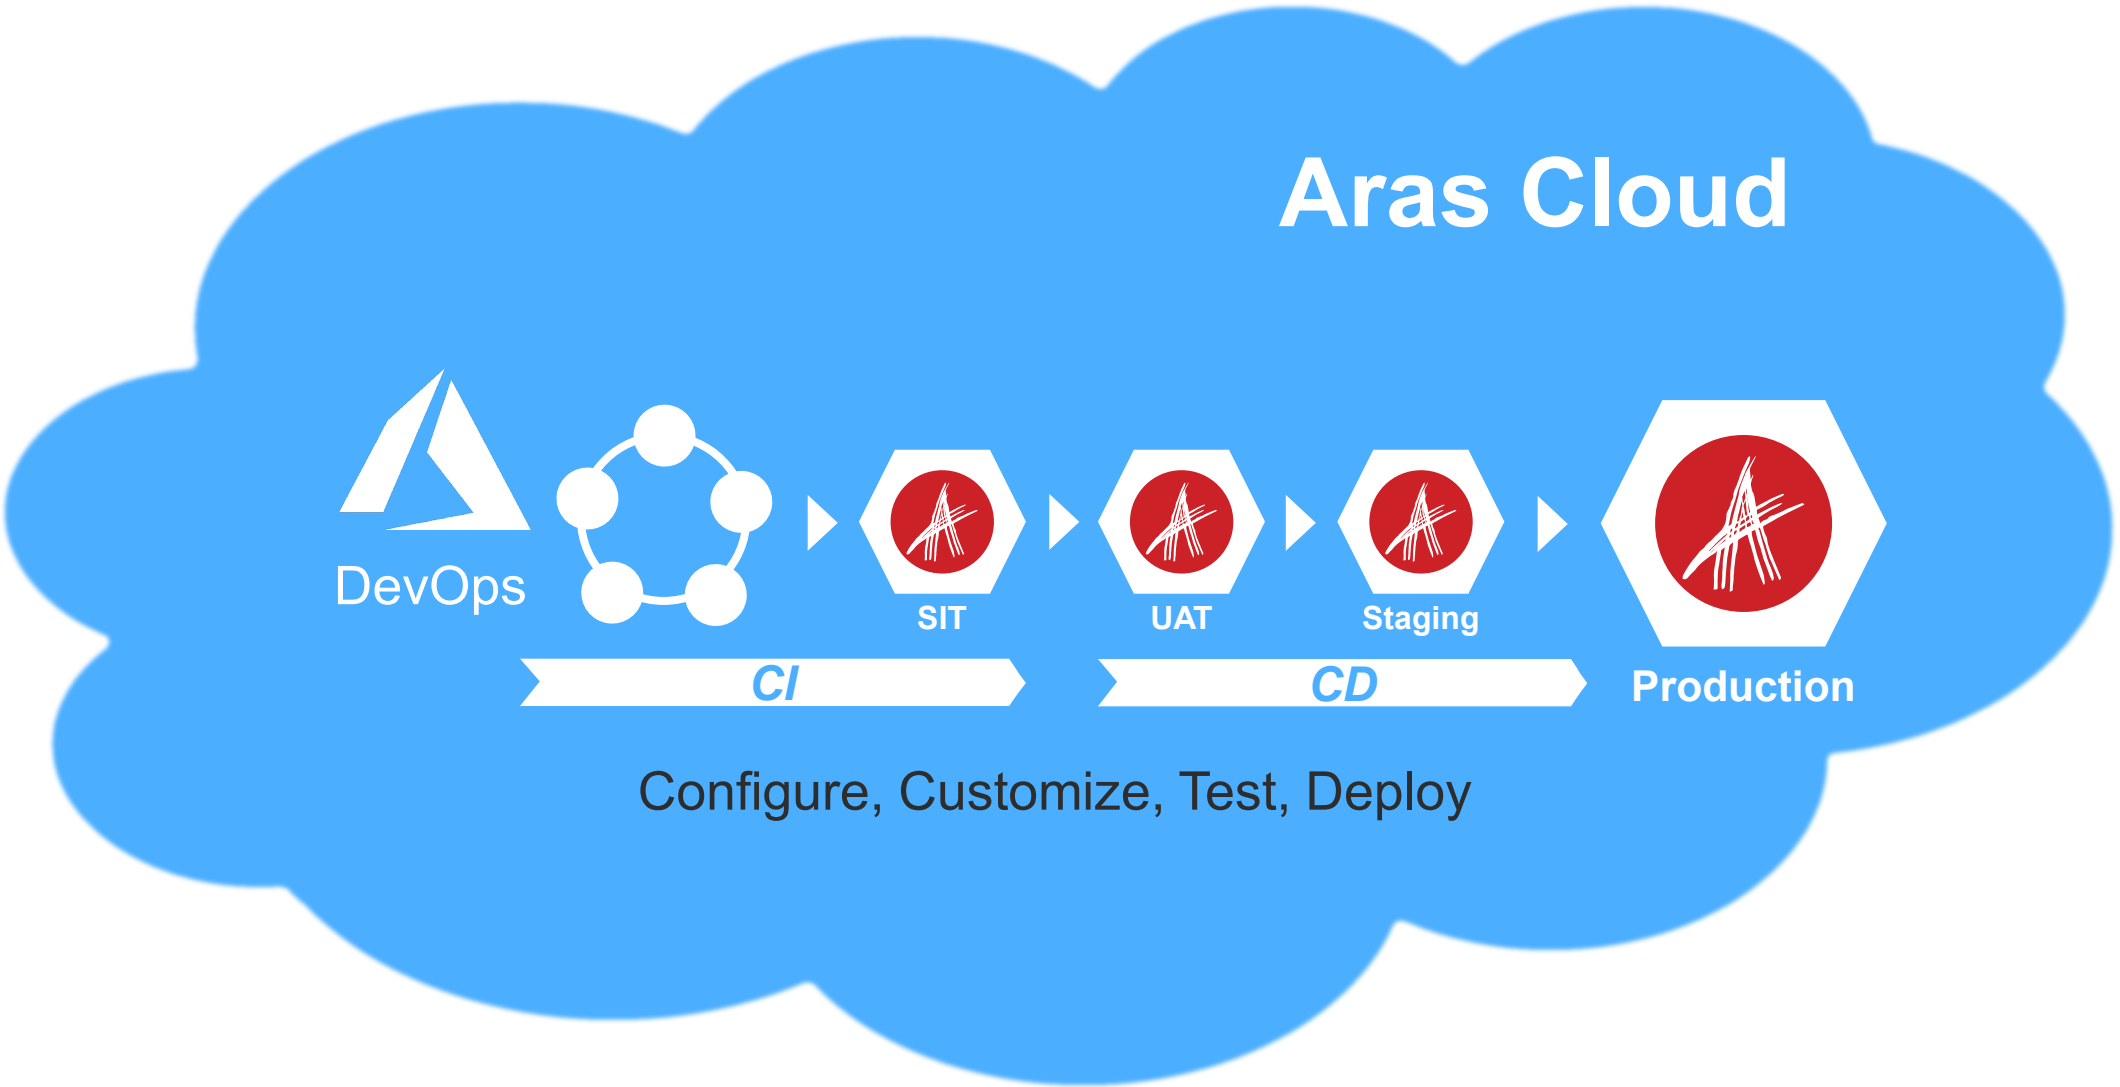 Aras Cloud
DevOps
SIT
UAT
Staging
CI
CD
Production
Configure, Customize, Test, Deploy